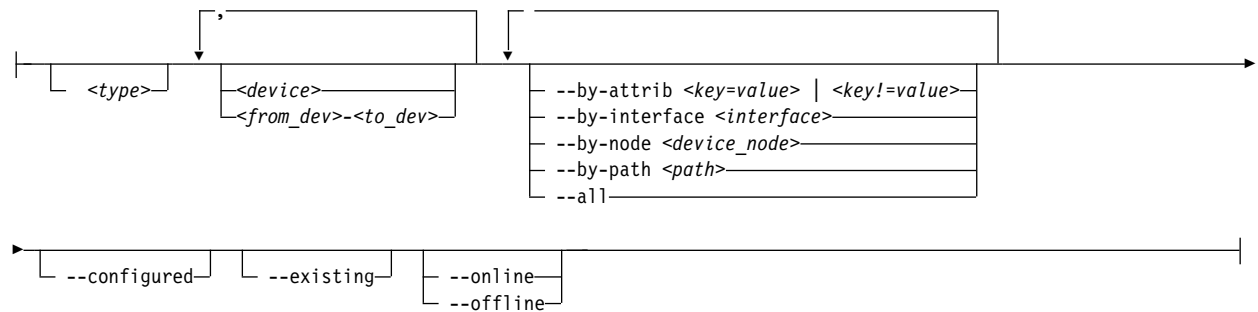 ,
<type>
<device>
<from_dev>-<to_dev>
--by-attrib <key=value> | <key!=value>
--by-interface <interface>
--by-node <device_node>
--by-path <path>
--all
--configured
--existing
--online
--offline